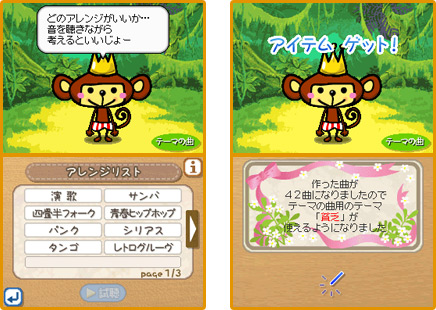 どのアレンジがいいか…
音を聴きながら
考えるといいじょー
テーマの曲
アレンジリスト
i
演歌
サンバ
四畳半フォーク
青春ヒップホップ
パンク
シリアス
タンゴ
レトログルーヴ
page 1/3
試聴
アイテム ゲット!
テーマの曲
作った曲が
42曲になりましたので
テーマの曲用のテーマ
「貧乏」が
使えるようになりました